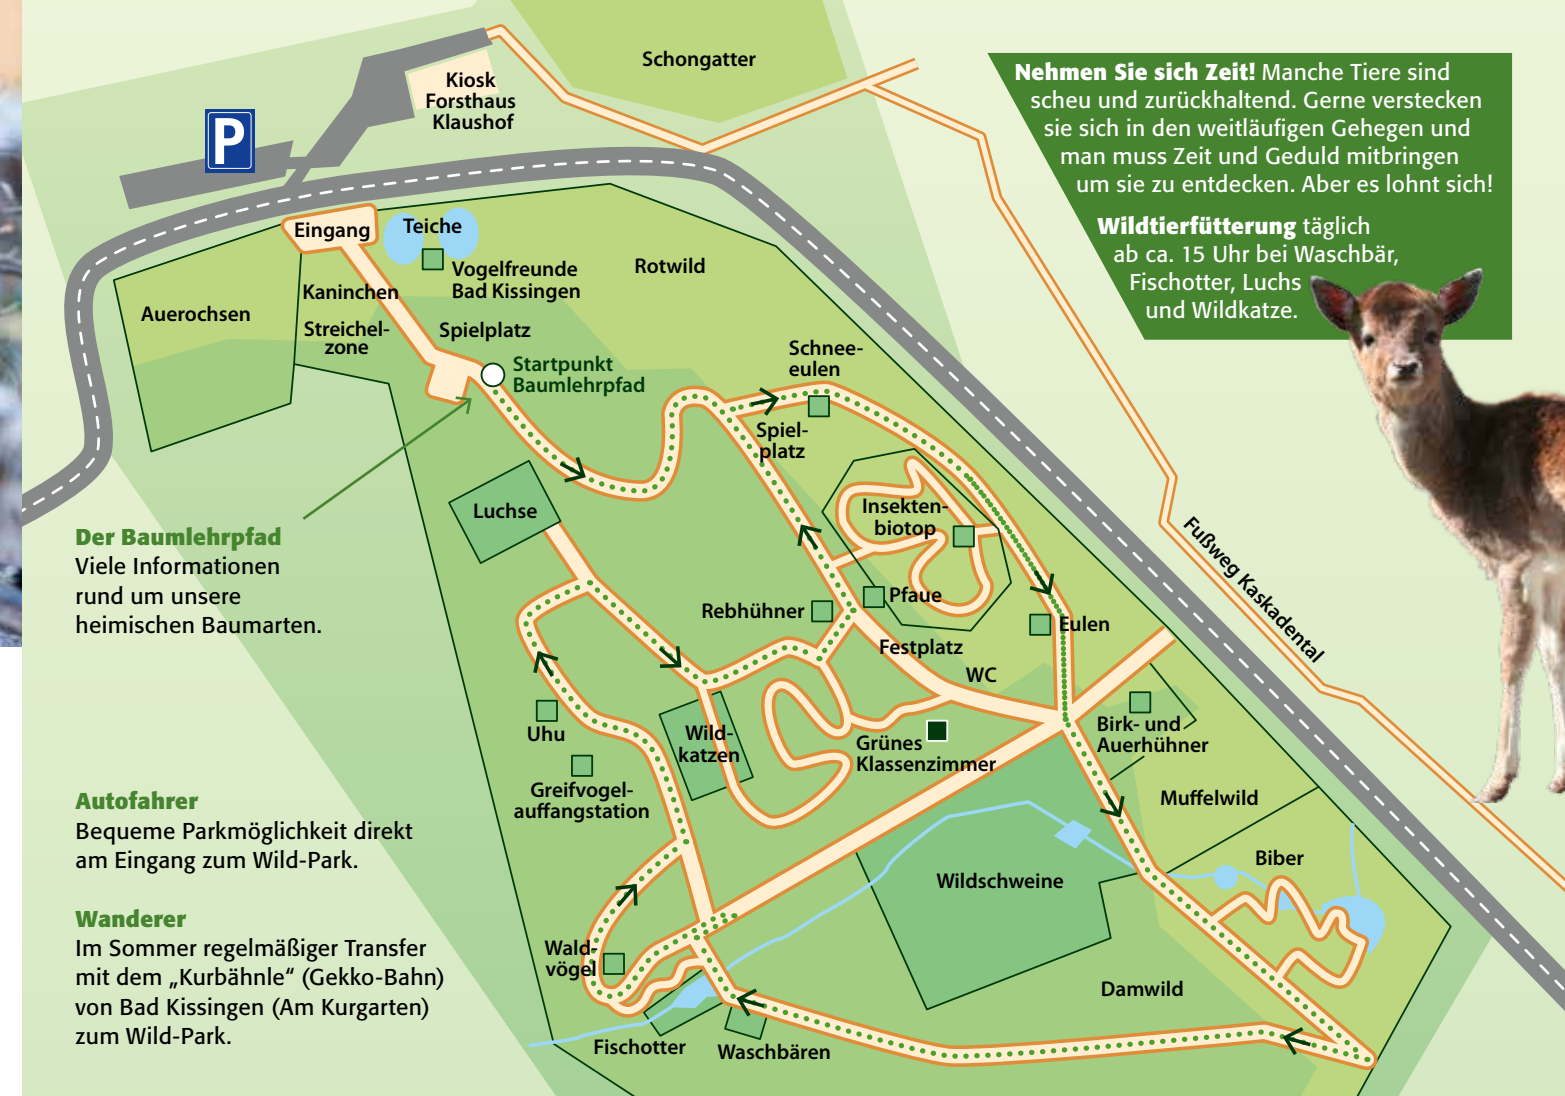 Schongatter
Kiosk
Forsthaus
Klaushof
P
Nehmen Sie sich Zeit! Manche Tiere sind
scheu und zurückhaltend. Gerne verstecken
sie sich in den weitläufigen Gehegen und
man muss Zeit und Geduld mitbringen
um sie zu entdecken. Aber es lohnt sich!
Wildtierfütterung täglich
ab ca. 15 Uhr bei Waschbär,
Fischotter, Luchs
und Wildkatze.
Eingang
Teiche
Vogelfreunde
Bad Kissingen
Rotwild
Kaninchen
Auerochsen
Streichel-
zone
Spielplatz
Startpunkt
Baumlehrpfad
Schnee-
eulen
Spiel-
platz
Luchse
Insekten-
biotop
Der Baumlehrpfad
Viele Informationen
rund um unsere
heimischen Baumarten.
Fußweg Kaskadental
Rebhühner
Pfaue
Eulen
Festplatz
WC
Uhu
Wild-
katzen
Grünes
Klassenzimmer
Birk- und
Auerhühner
Greifvogel-
auffangstation
Muffelwild
Autofahrer
Bequeme Parkmöglichkeit direkt
am Eingang zum Wild-Park.
Biber
Wildschweine
Wanderer
Im Sommer regelmäßiger Transfer
mit dem „Kurbähnle“ (Gekko-Bahn)
von Bad Kissingen (Am Kurgarten)
zum Wild-Park.
Wald-
vögel
Damwild
Fischotter
Waschbären